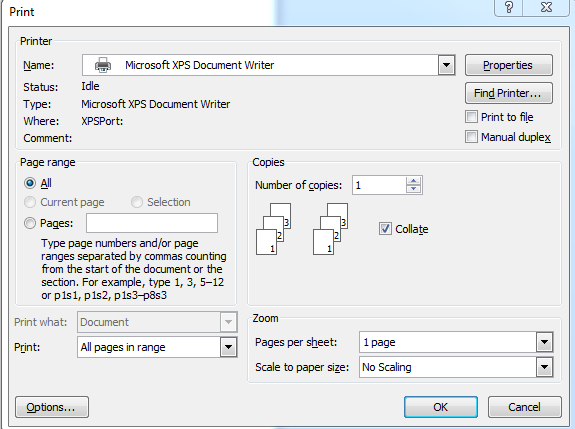 Print
Printer
Name: Microsoft XPS Document Writer
Properties
Status: Idle
Find Printer...
Type: Microsoft XPS Document Writer
Where: XPSPort:
Print to file
Comment:
Manual duplex
Page range
All
Current page Selection
Pages:
Type page numbers and/or page
ranges separated by commas counting
from the start of the document or the
section. For example, type 1, 3, 5–12
or p1s1, p1s2, p1s3–p8s3
Copies
Number of copies: 1
3 3
2 2
1 1
Collate
Print what: Document
Print: All pages in range
Zoom
Pages per sheet: 1 page
Scale to paper size: No Scaling
Options...
OK
Cancel